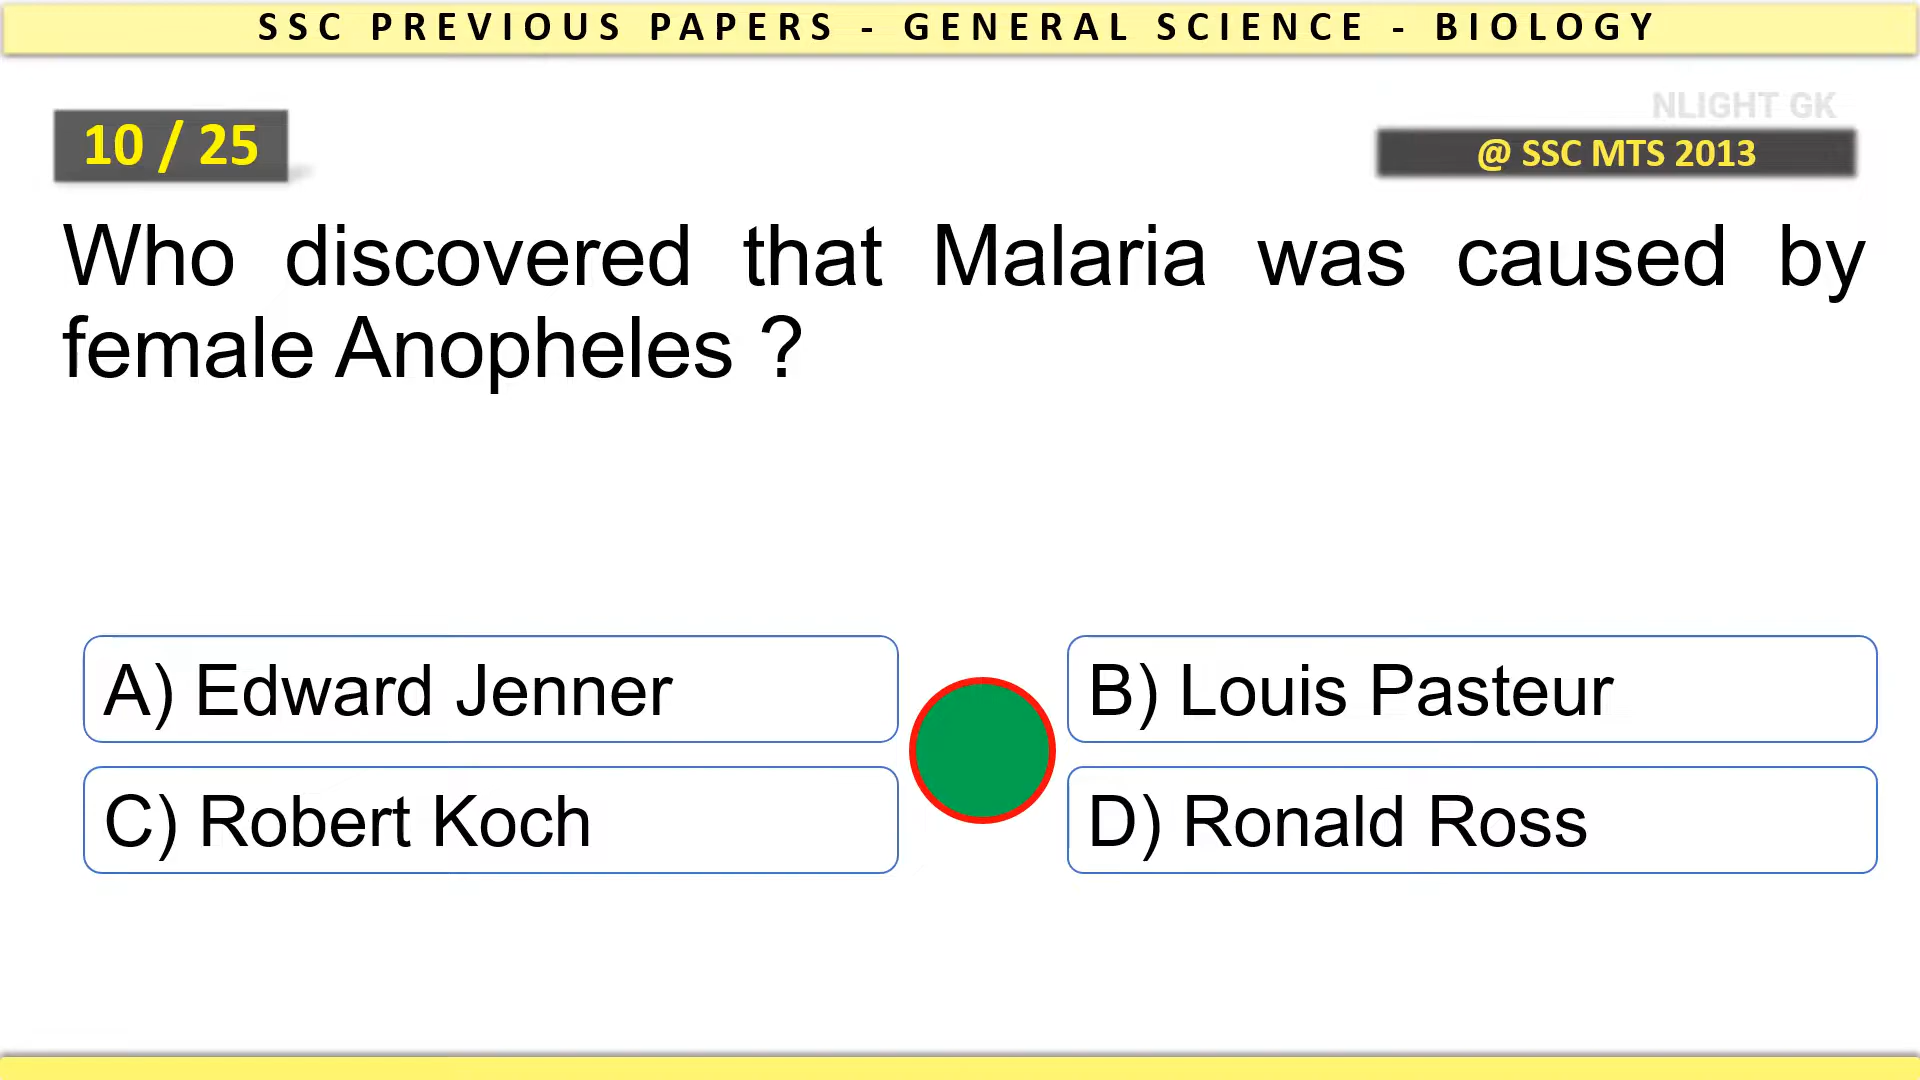 SSC PREVIOUS PAPERS - GENERAL SCIENCE - BIOLOGY
NLIGHT GK
10 / 25
@ SSC MTS 2013
Who discovered that Malaria was caused by
female Anopheles ?
A) Edward Jenner
B) Louis Pasteur
C) Robert Koch
D) Ronald Ross